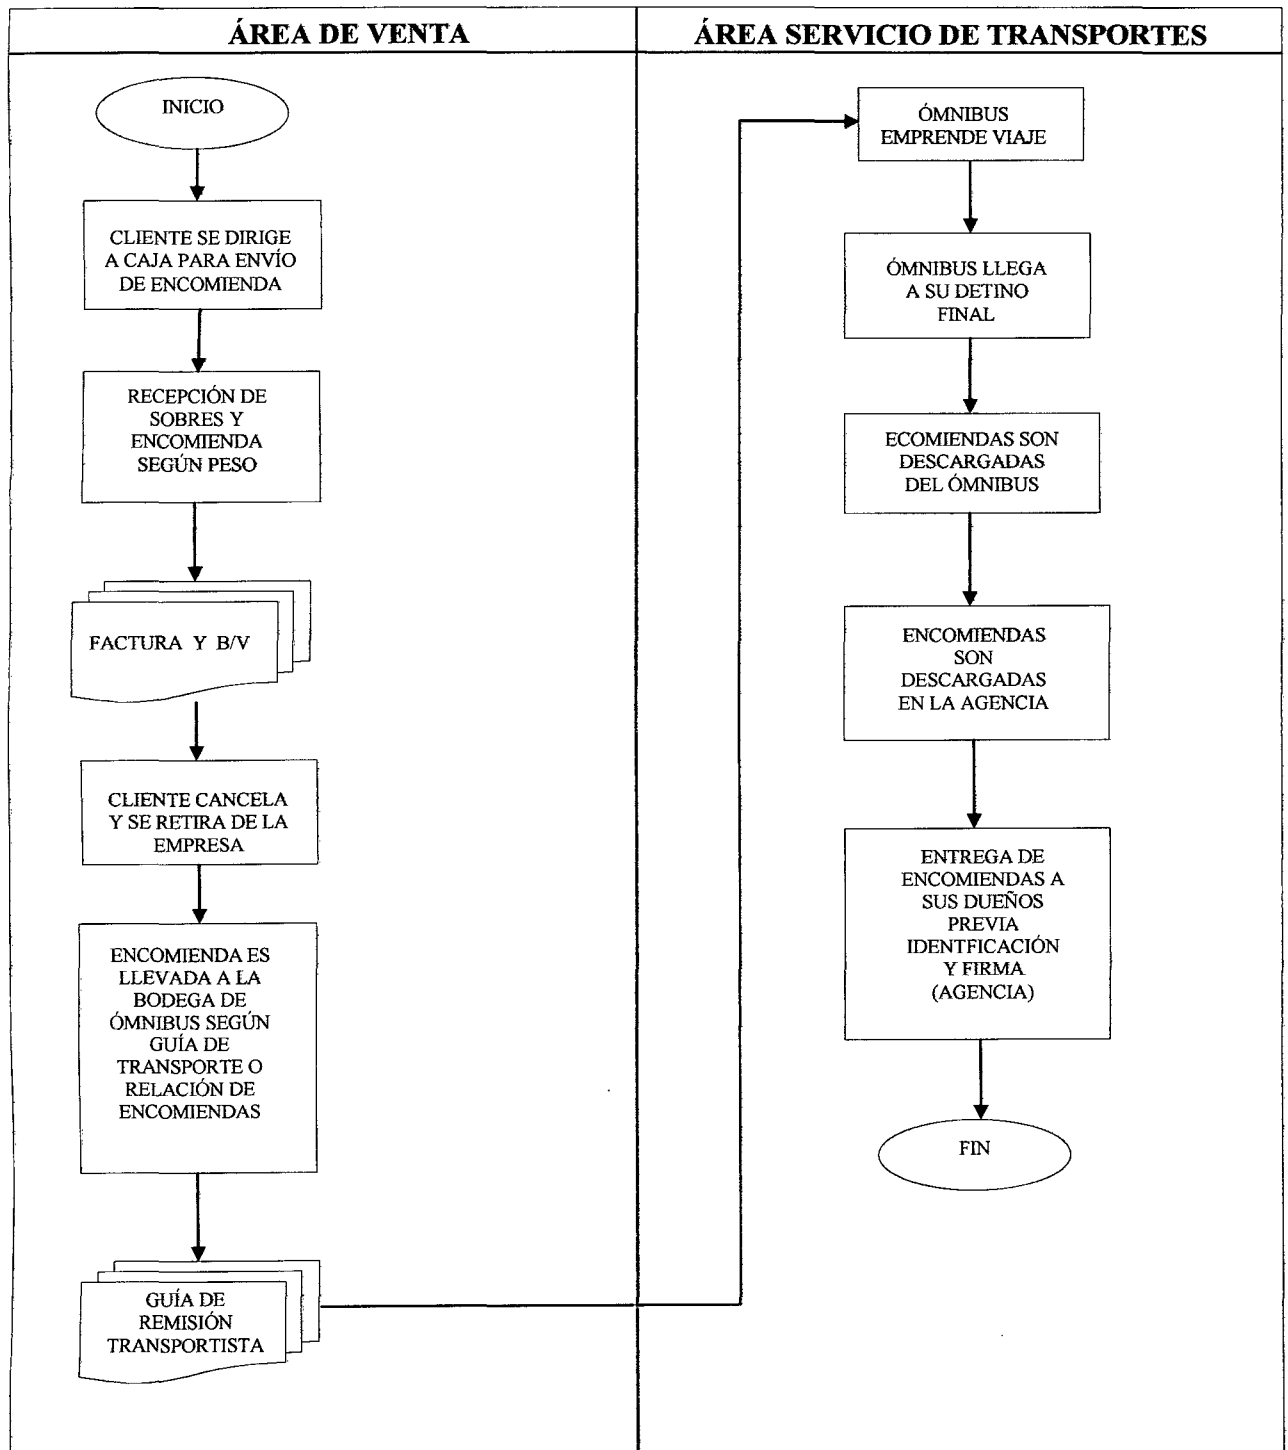 ÁREA DE VENTA
INICIO
CLIENTE SE DIRIGE
A CAJA PARA ENVÍO
DE ENCOMIENDA
RECEPCIÓN DE
SOBRES Y
ENCOMIENDA
SEGÚN PESO
FACTURA Y B/V
CLIENTE CANCELA
Y SE RETIRA DE LA
EMPRESA
ENCOMIENDA ES
LLEVADA A LA
BODEGA DE
ÓMNIBUS SEGÚN
GUÍA DE
TRANSPORTE O
RELACIÓN DE
ENCOMIENDAS
GUÍA DE
REMISIÓN
TRANSPORTISTA
ÁREA SERVICIO DE TRANSPORTES
ÓMNIBUS
EMPRENDE VIAJE
ÓMNIBUS LLEGA
A SU DETINO
FINAL
ECOMIENDAS SON
DESCARGADAS
DEL ÓMNIBUS
ENCOMIENDAS
SON
DESCARGADAS
EN LA AGENCIA
ENTREGA DE
ENCOMIENDAS A
SUS DUEÑOS
PREVIA
IDENTFICACIÓN
Y FIRMA
(AGENCIA)
FIN